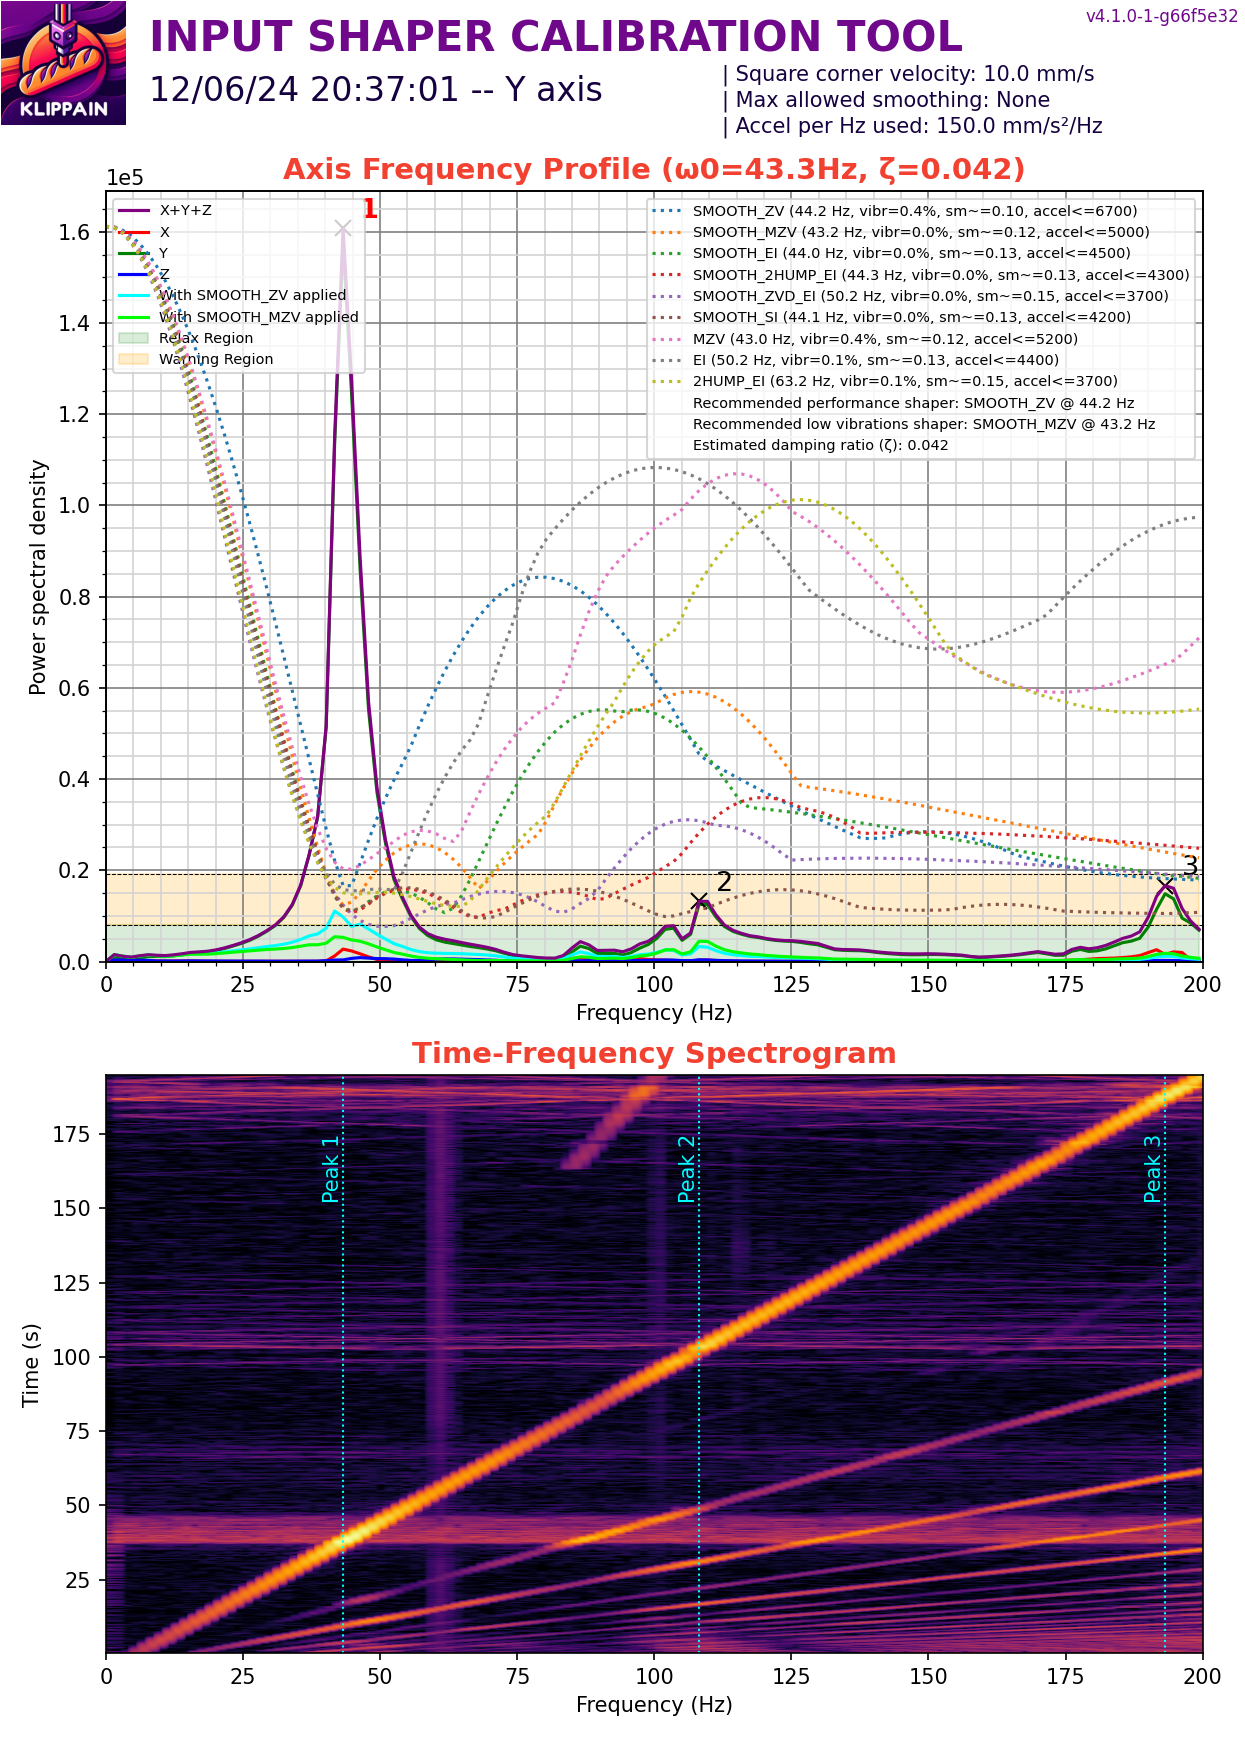 v4.1.0-1-g66f5e32
INPUT SHAPER CALIBRATION TOOL
12/06/24 20:37:01 -- Y axis
KLIPPAIN
| Square corner velocity: 10.0 mm/s
| Max allowed smoothing: None
| Accel per Hz used: 150.0 mm/s²/Hz
Axis Frequency Profile (ω0=43.3Hz, ζ=0.042)
1e5
X+Y+Z
X
Y
Z
With SMOOTH_ZV applied
With SMOOTH_MZV applied
Relax Region
Warning Region
1
SMOOTH_ZV (44.2 Hz, vibr=0.4%, sm~=0.10, accel<=6700)
SMOOTH_MZV (43.2 Hz, vibr=0.0%, sm~=0.12, accel<=5000)
SMOOTH_EI (44.0 Hz, vibr=0.0%, sm~=0.13, accel<=4500)
SMOOTH_2HUMP_EI (44.3 Hz, vibr=0.0%, sm~=0.13, accel<=4300)
SMOOTH_ZVD_EI (50.2 Hz, vibr=0.0%, sm~=0.15, accel<=3700)
SMOOTH_SI (44.1 Hz, vibr=0.0%, sm~=0.13, accel<=4200)
MZV (43.0 Hz, vibr=0.4%, sm~=0.12, accel<=5200)
EI (50.2 Hz, vibr=0.1%, sm~=0.13, accel<=4400)
2HUMP_EI (63.2 Hz, vibr=0.1%, sm~=0.15, accel<=3700)
Recommended performance shaper: SMOOTH_ZV @ 44.2 Hz
Recommended low vibrations shaper: SMOOTH_MZV @ 43.2 Hz
Estimated damping ratio (ζ): 0.042
Power spectral density
1.6
1.4
1.2
1.0
0.8
0.6
0.4
0.2
0.0
2
3
0 25 50 75 100 125 150 175 200
Frequency (Hz)
Time-Frequency Spectrogram
Time (s)
175
150
125
100
75
50
25
Peak 1
Peak 2
Peak 3
0 25 50 75 100 125 150 175 200
Frequency (Hz)